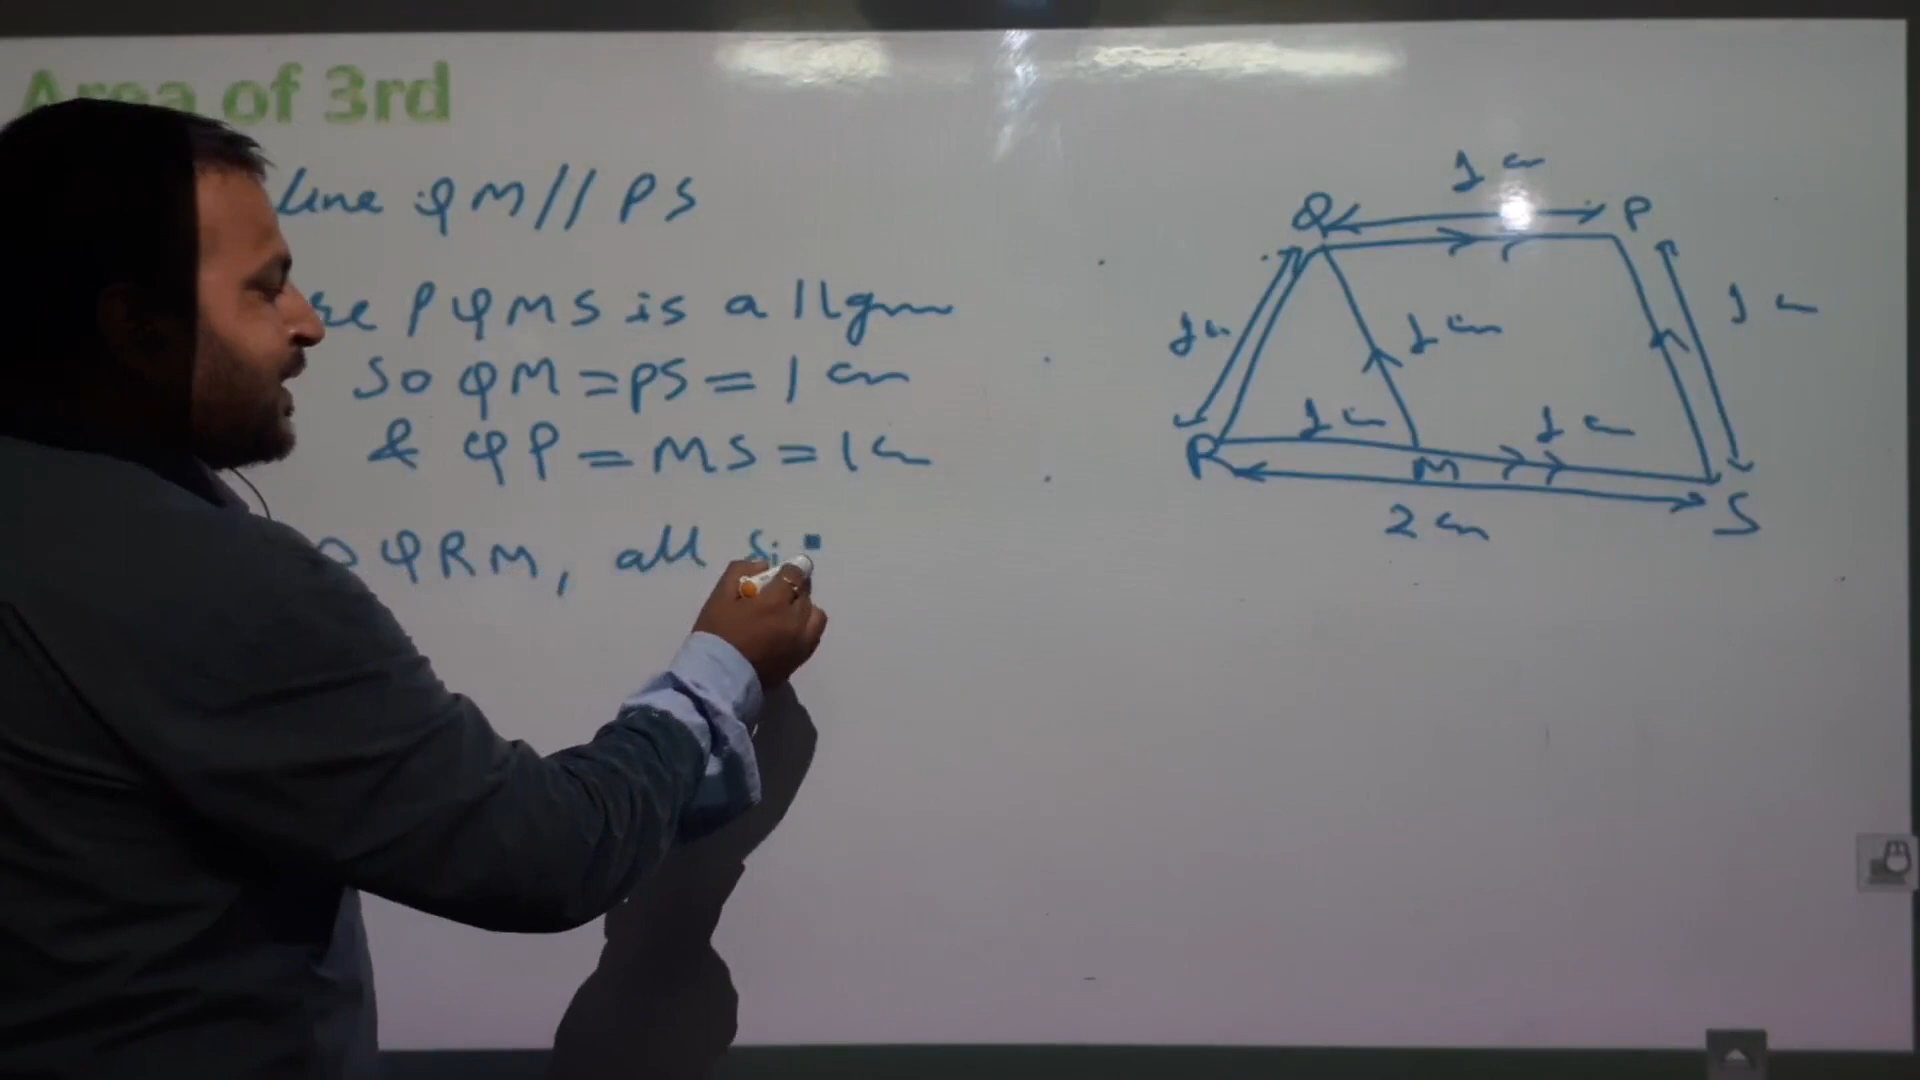 Area of 3rd
line QM // PS
PQMS is a ||gm
So QM = PS = 1 cm
& QP = MS = 1 cm
QRM, all
1 cm
Q P
1 cm 1 cm 1 cm
1 cm 1 cm
R M S
2 cm